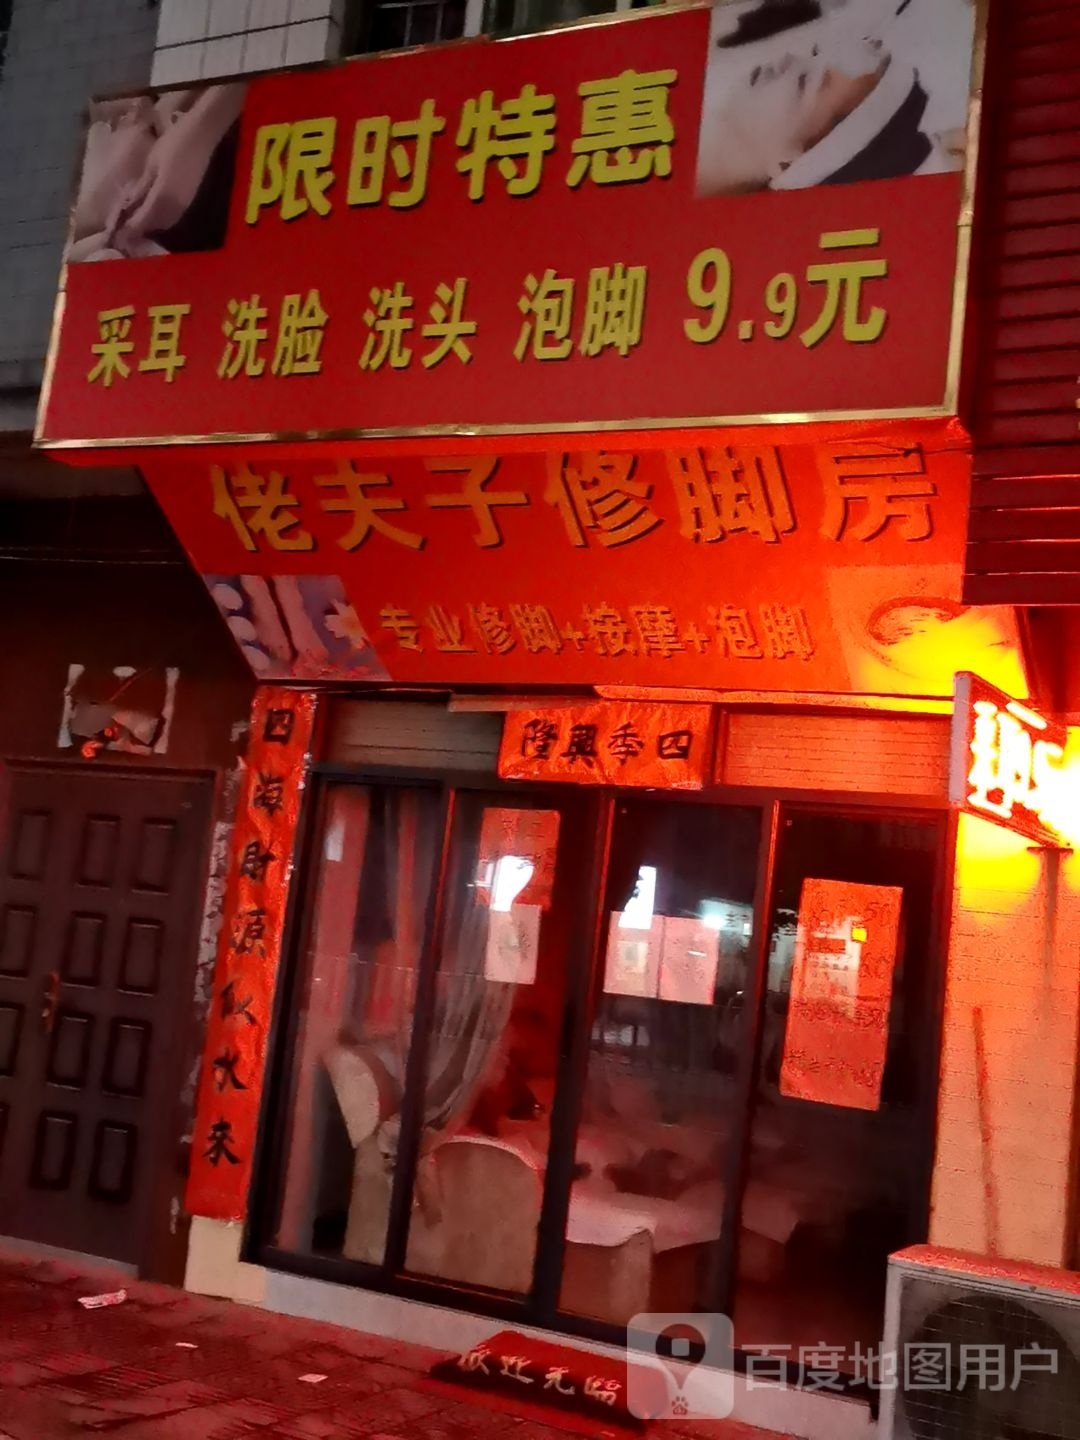 限时特惠
采耳 洗脸 洗头 泡脚 9.9元
佬夫子修脚房
专业修脚+按摩+泡脚
隆興季四
四海财源似水来
欢迎光临
百度地图用户